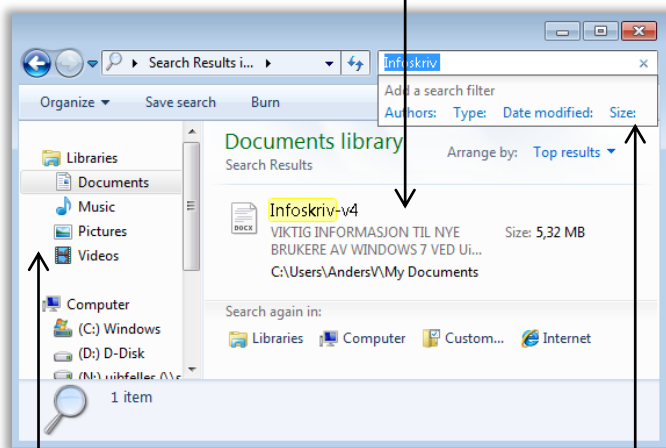 Search Results i...
Infoskriv
Add a search filter
Authors: Type: Date modified: Size:
Organize Save search Burn
Libraries
Documents
Music
Pictures
Videos
Computer
(C:) Windows
(D:) D-Disk
(N:) uibfelles
Documents library
Search Results
Arrange by: Top results
Infoskriv-v4
DOCX
VIKTIG INFORMASJON TIL NYE
BRUKERE AV WINDOWS 7 VED Ui...
Size: 5,32 MB
C:\Users\AndersV\My Documents
Search again in:
Libraries Computer Custom... Internet
1 item